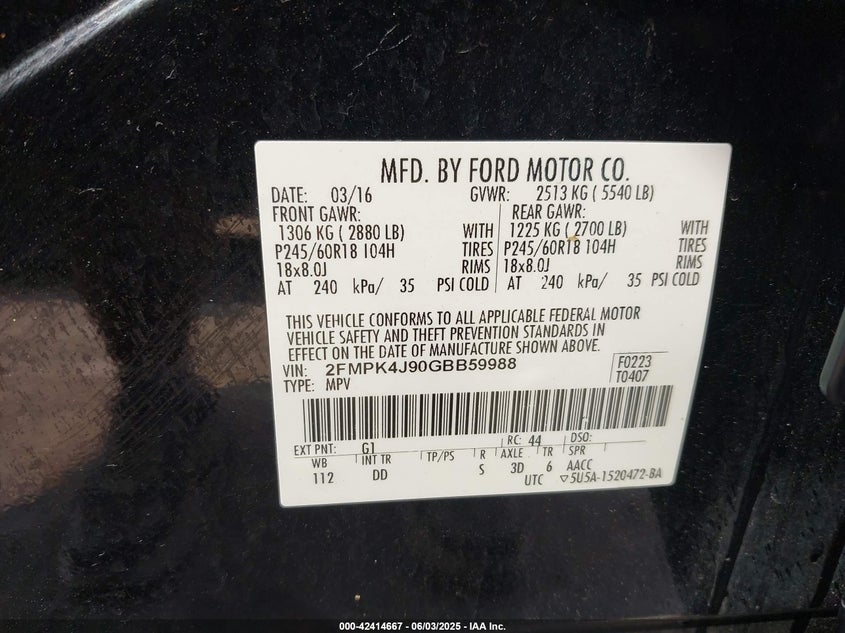 MFD. BY FORD MOTOR CO.
DATE: 03/16 GVWR: 2513 KG ( 5540 LB)
FRONT GAWR: REAR GAWR:
1306 KG ( 2880 LB) WITH 1225 KG ( 2700 LB) WITH
P245/60R18 104H TIRES P245/60R18 104H TIRES
18x8.0J RIMS 18x8.0J RIMS
AT 240 kPa/ 35 PSI COLD AT 240 kPa/ 35 PSI COLD
THIS VEHICLE CONFORMS TO ALL APPLICABLE FEDERAL MOTOR
VEHICLE SAFETY AND THEFT PREVENTION STANDARDS IN
EFFECT ON THE DATE OF MANUFACTURE SHOWN ABOVE.
VIN: 2FMPK4J90GBB59988 F0223
TYPE: MPV T0407
EXT PNT: G1 RC: 44 DSO:
WB INT TR TP/PS R AXLE TR SPR
112 DD S 3D 6 AACC
UTC ▽5U5A-1520472-BA
000-42414667 - 06/03/2025 - IAA Inc.